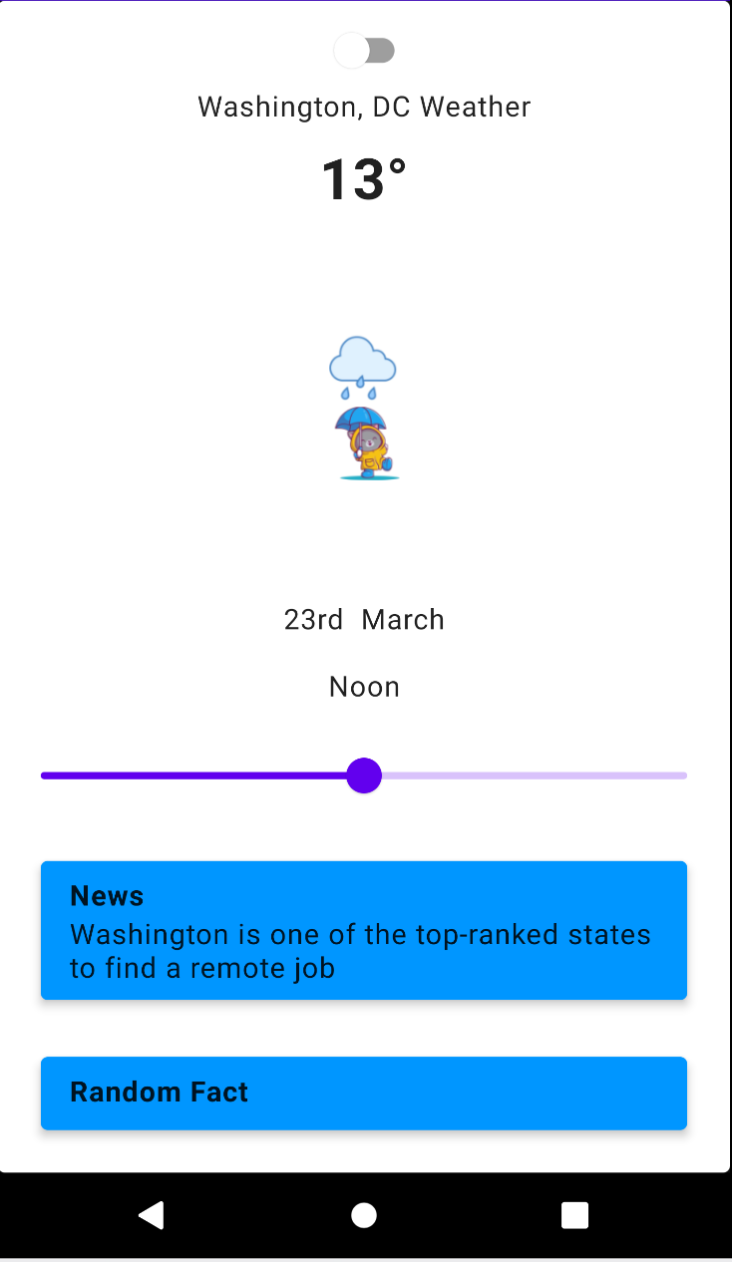 Washington, DC Weather
13°
23rd  March
Noon
News
Washington is one of the top-ranked states
to find a remote job
Random Fact